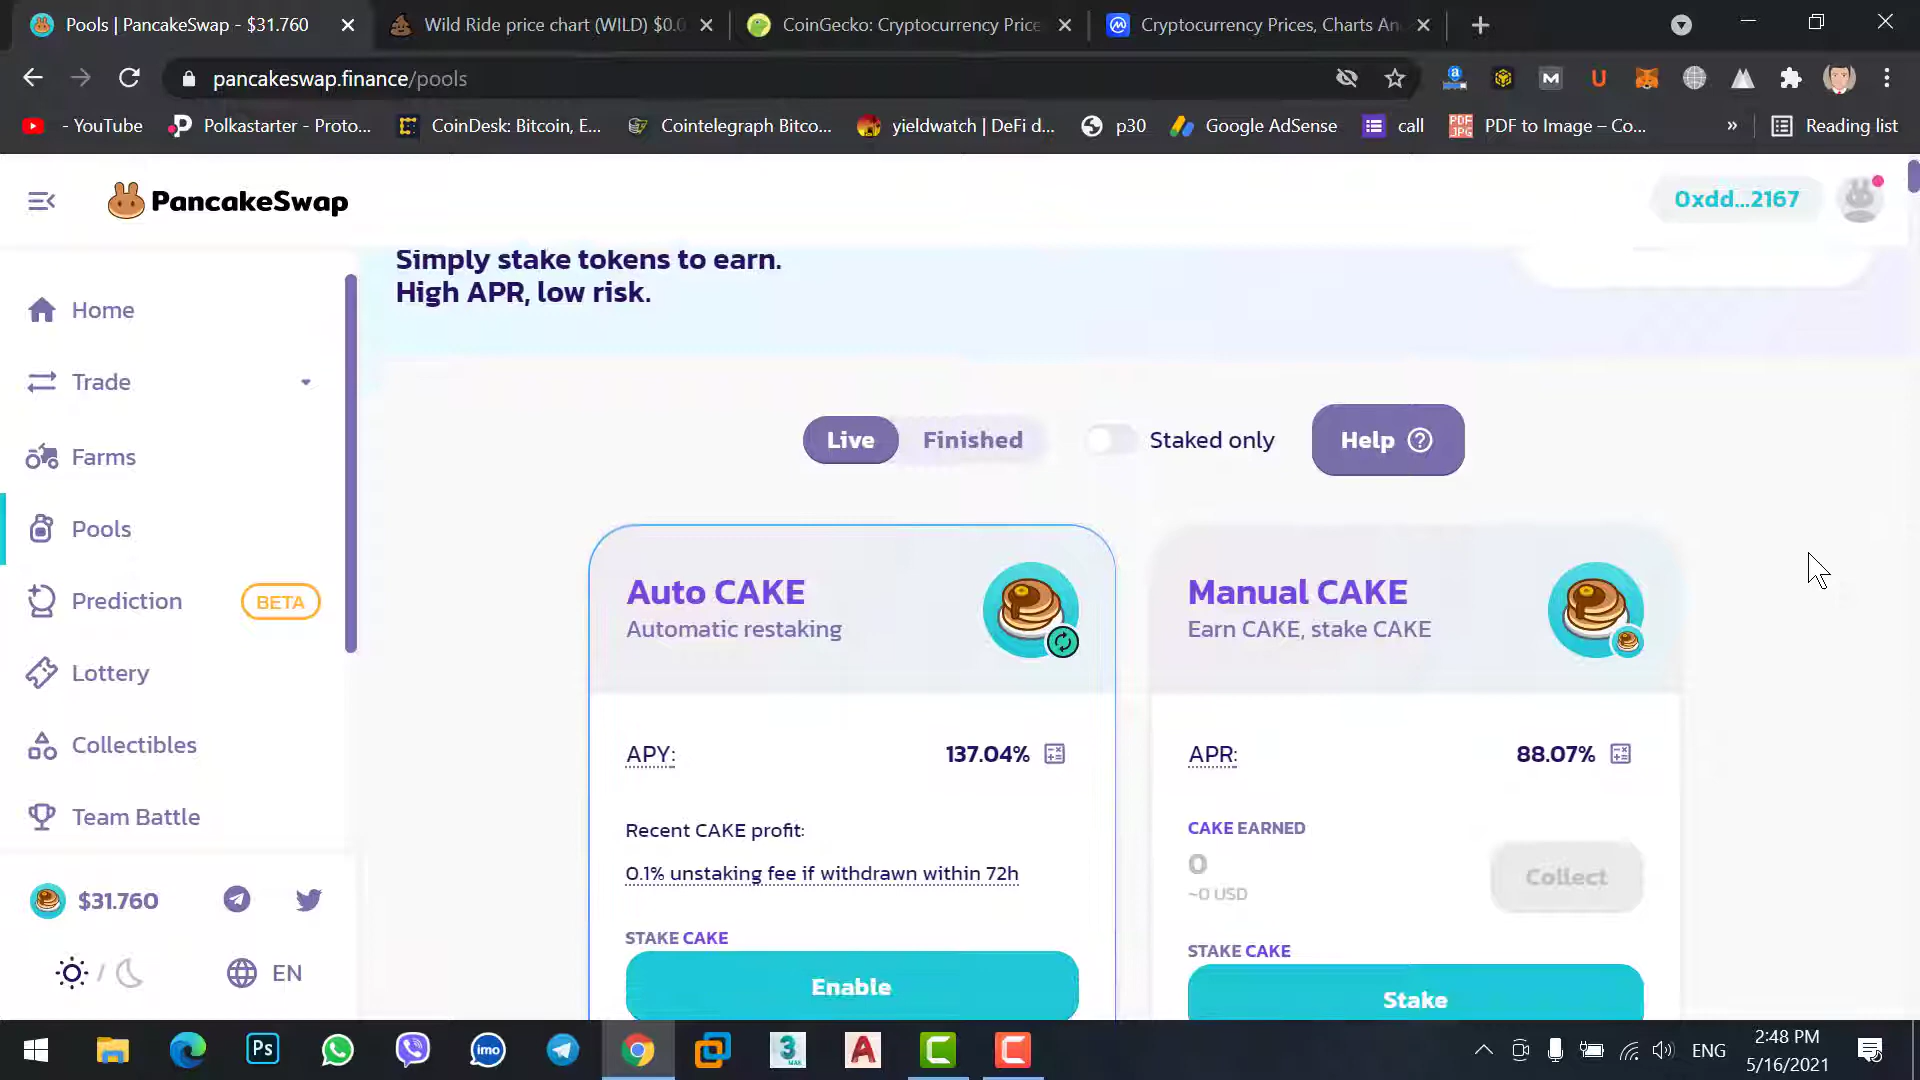 Pools | PancakeSwap - $31.760
Wild Ride price chart (WILD) $0.0
CoinGecko: Cryptocurrency Price
Cryptocurrency Prices, Charts An
pancakeswap.finance/pools
- YouTube
Polkastarter - Proto...
CoinDesk: Bitcoin, E...
Cointelegraph Bitco...
yieldwatch | DeFi d...
p30
Google AdSense
call
PDF to Image – Co...
»
Reading list
PancakeSwap
0xdd...2167
Simply stake tokens to earn.
High APR, low risk.
Home
Trade
Farms
Pools
Prediction
BETA
Lottery
Collectibles
Team Battle
$31.760
/
EN
Live
Finished
Staked only
Help
Auto CAKE
Automatic restaking
APY:
137.04%
Recent CAKE profit:
0.1% unstaking fee if withdrawn within 72h
STAKE CAKE
Enable
Manual CAKE
Earn CAKE, stake CAKE
APR:
88.07%
CAKE EARNED
0
~0 USD
Collect
STAKE CAKE
Stake
Ps
imo
3
MAX
A
ENG
2:48 PM
5/16/2021